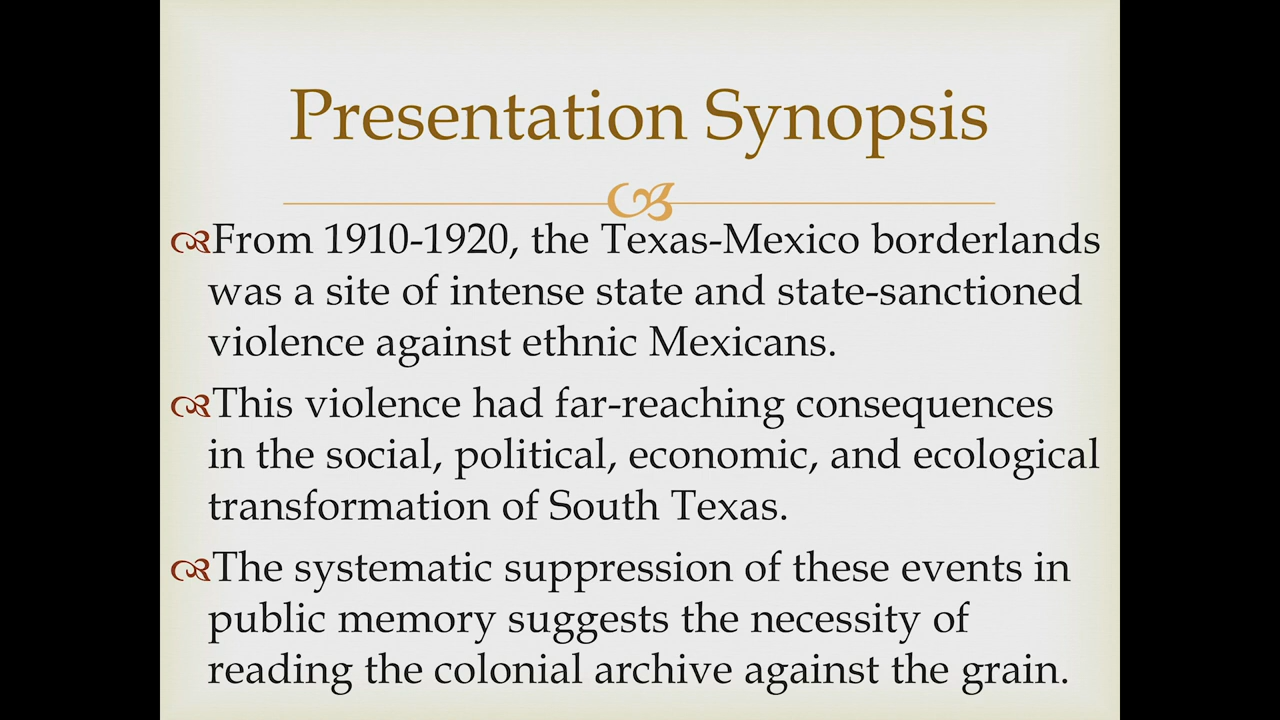 Presentation Synopsis
From 1910-1920, the Texas-Mexico borderlands
was a site of intense state and state-sanctioned
violence against ethnic Mexicans.
This violence had far-reaching consequences
in the social, political, economic, and ecological
transformation of South Texas.
The systematic suppression of these events in
public memory suggests the necessity of
reading the colonial archive against the grain.